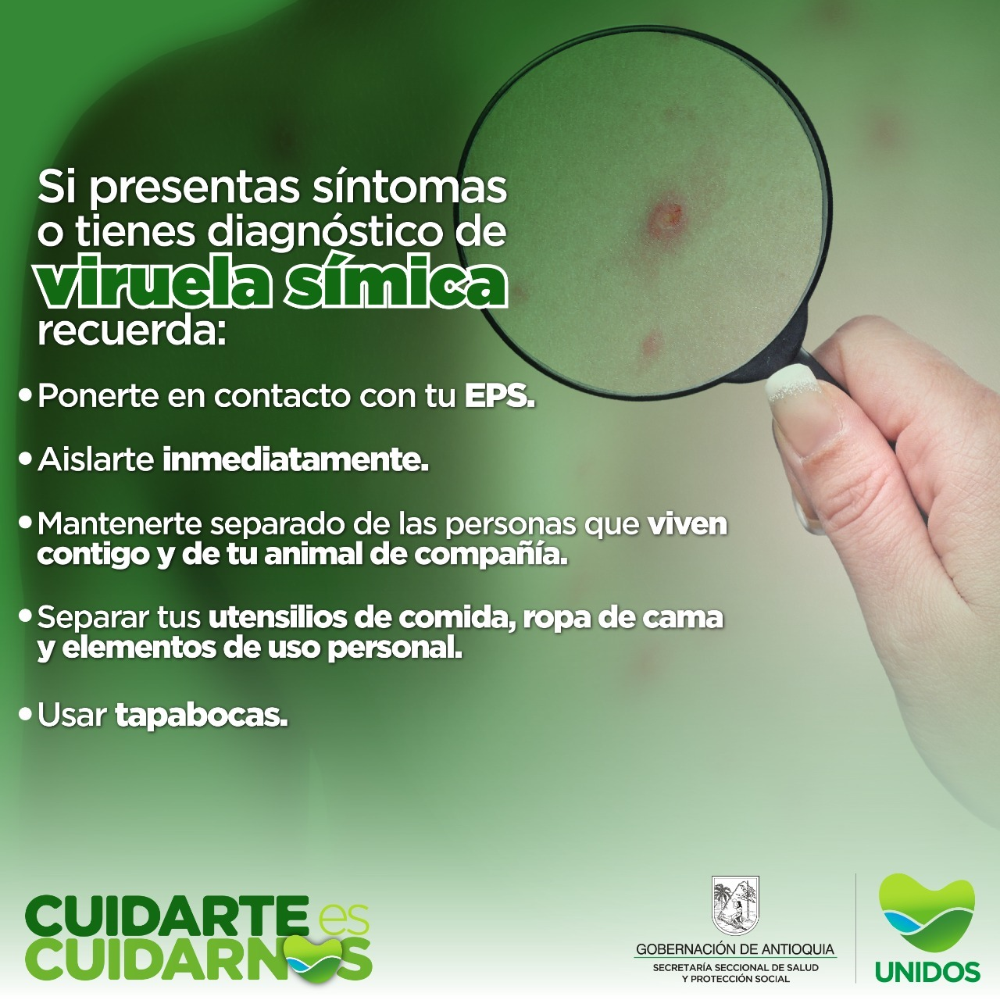 Si presentas síntomas
o tienes diagnóstico de
viruela símica
recuerda:
• Ponerte en contacto con tu EPS.
• Aislarte inmediatamente.
• Mantenerte separado de las personas que viven
contigo y de tu animal de compañía.
• Separar tus utensilios de comida, ropa de cama
y elementos de uso personal.
• Usar tapabocas.
CUIDARTE es
CUIDARNOS
GOBERNACIÓN DE ANTIOQUIA
SECRETARÍA SECCIONAL DE SALUD
Y PROTECCIÓN SOCIAL
UNIDOS